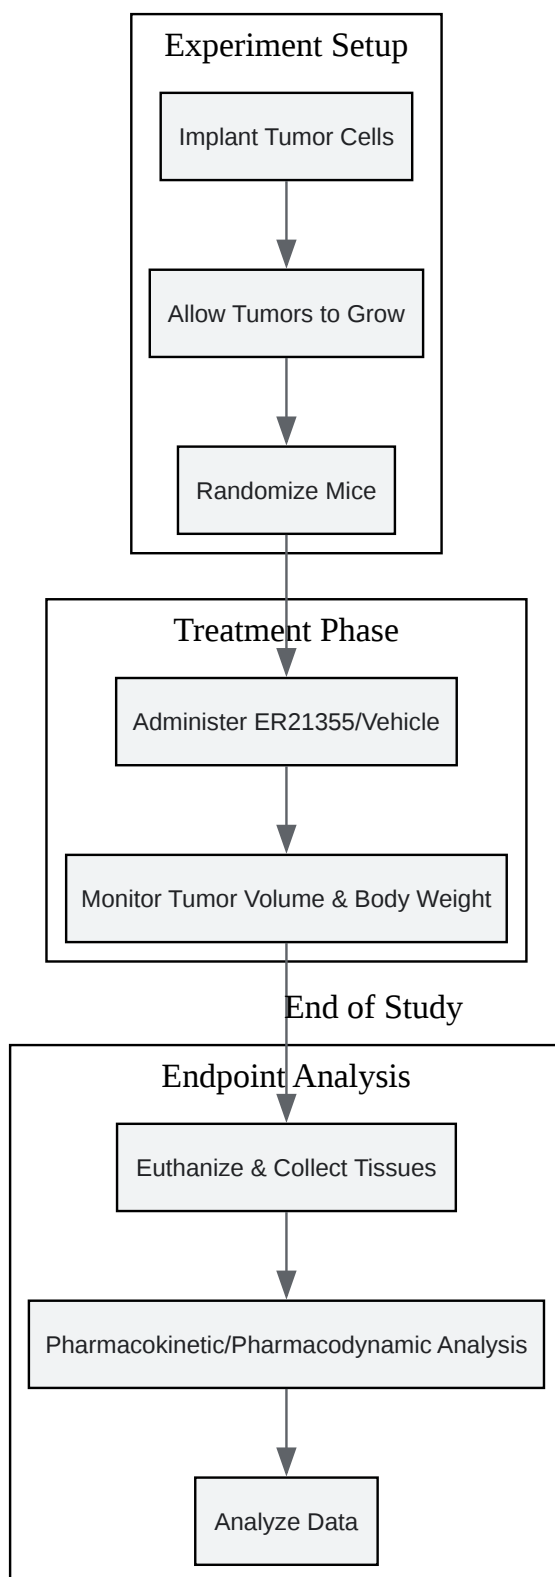 Experiment Setup
Implant Tumor Cells
Allow Tumors to Grow
Randomize Mice
Treatment Phase
Administer ER21355/Vehicle
Monitor Tumor Volume & Body Weight
End of Study
Endpoint Analysis
Euthanize & Collect Tissues
Pharmacokinetic/Pharmacodynamic Analysis
Analyze Data